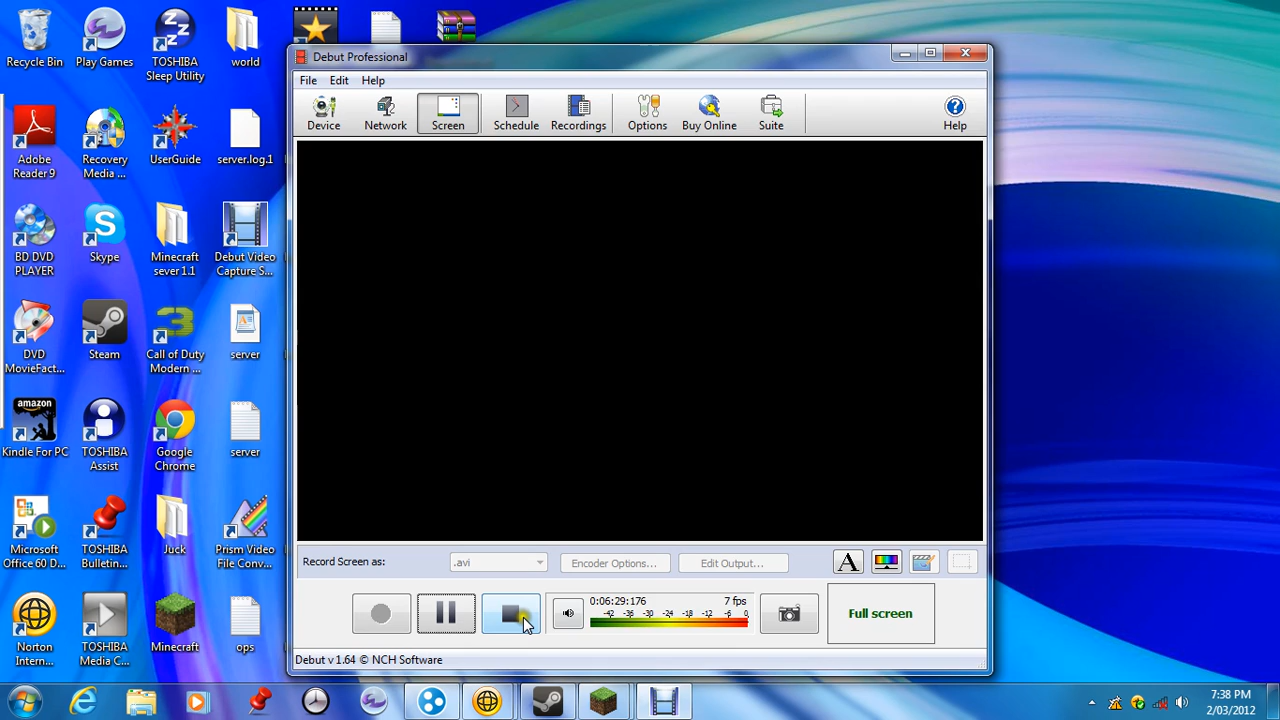 Recycle Bin
Play Games
TOSHIBA
Sleep Utility
world
Adobe
Reader 9
Recovery
Media ...
UserGuide
server.log.1
BD DVD
PLAYER
Skype
Minecraft
sever 1.1
Debut Video
Capture S...
DVD
MovieFact...
Steam
Call of Duty
Modern ...
server
amazon
Kindle For PC
TOSHIBA
Assist
Google
Chrome
server
Microsoft
Office 60 D...
TOSHIBA
Bulletin...
Juck
Prism Video
File Conv...
Norton
Intern...
TOSHIBA
Media C...
Minecraft
ops
Debut Professional
File Edit Help
Device
Network
Screen
Schedule
Recordings
Options
Buy Online
Suite
Help
Record Screen as:
.avi
Encoder Options...
Edit Output...
A
0:06:29:176
7 fps
-42 -36 -30 -24 -18 -12 -6 0
Full screen
Debut v 1.64 © NCH Software
7:38 PM
2/03/2012